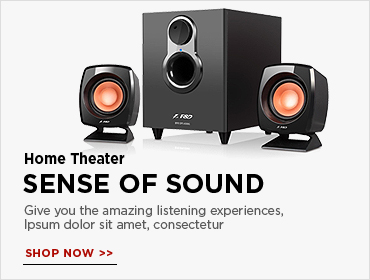 F&D
F&D
F&D
Home Theater
SENSE OF SOUND
Give you the amazing listening experiences,
Ipsum dolor sit amet, consectetur
SHOP NOW >>